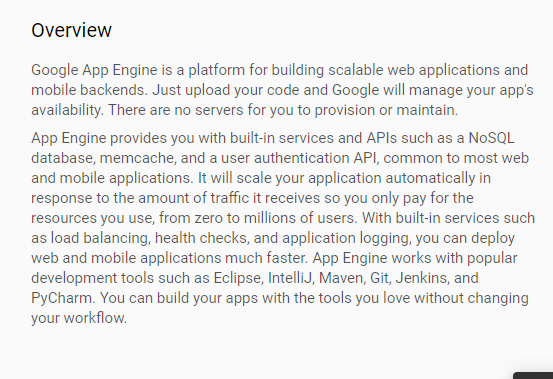 Overview
Google App Engine is a platform for building scalable web applications and
mobile backends. Just upload your code and Google will manage your app's
availability. There are no servers for you to provision or maintain.
App Engine provides you with built-in services and APIs such as a NoSQL
database, memcache, and a user authentication API, common to most web
and mobile applications. It will scale your application automatically in
response to the amount of traffic it receives so you only pay for the
resources you use, from zero to millions of users. With built-in services such
as load balancing, health checks, and application logging, you can deploy
web and mobile applications much faster. App Engine works with popular
development tools such as Eclipse, IntelliJ, Maven, Git, Jenkins, and
PyCharm. You can build your apps with the tools you love without changing
your workflow.